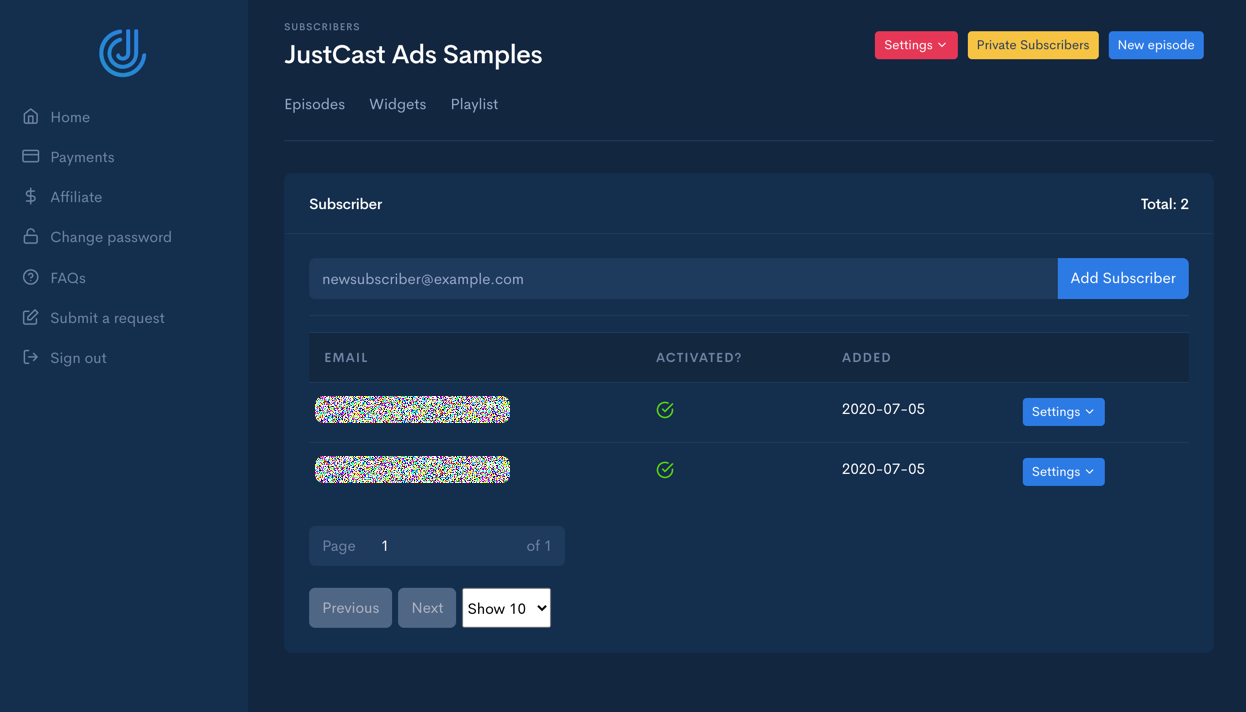 SUBSCRIBERS
JustCast Ads Samples
Settings
Private Subscribers
New episode
Home
Payments
Affiliate
Change password
FAQs
Submit a request
Sign out
Episodes Widgets Playlist
Subscriber Total: 2
newsubscriber@example.com Add Subscriber
EMAIL ACTIVATED? ADDED
2020-07-05 Settings
2020-07-05 Settings
Page 1 of 1
Previous Next Show 10